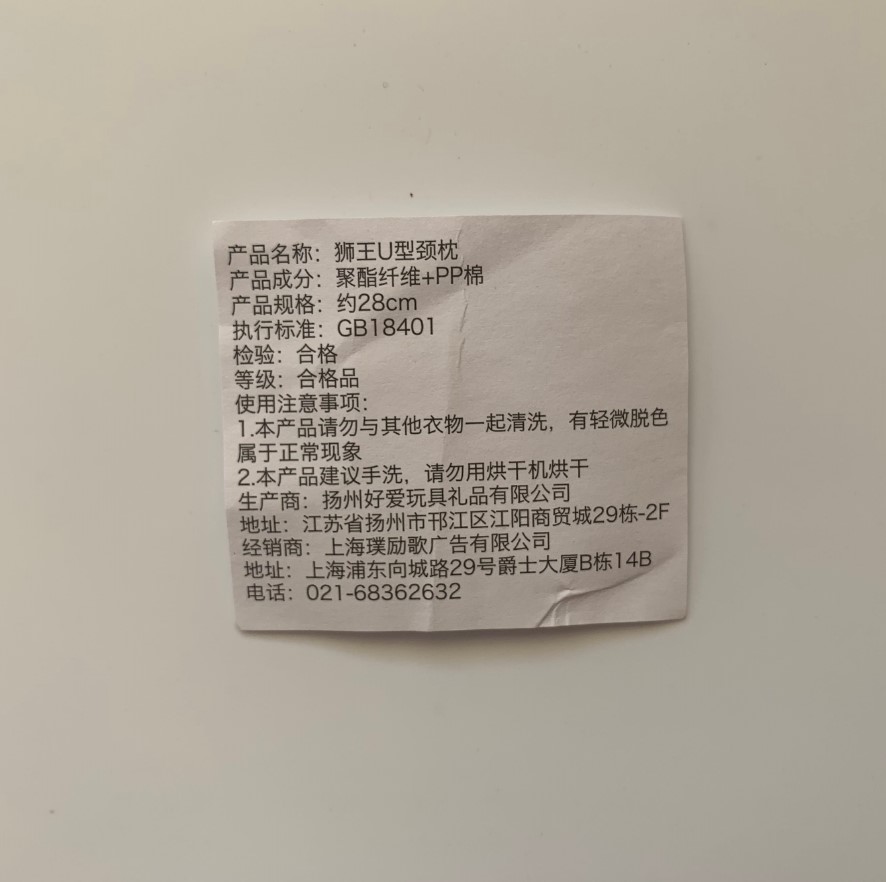 产品名称：狮王U型颈枕
产品成分：聚酯纤维+PP棉
产品规格：约28cm
执行标准：GB18401
检验：合格
等级：合格品
使用注意事项：
1.本产品请勿与其他衣物一起清洗，有轻微脱色
属于正常现象
2.本产品建议手洗，请勿用烘干机烘干
生产商：扬州好爱玩具礼品有限公司
地址：江苏省扬州市邗江区江阳商贸城29栋-2F
经销商：上海璞励歌广告有限公司
地址：上海浦东向城路29号爵士大厦B栋14B
电话：021-68362632